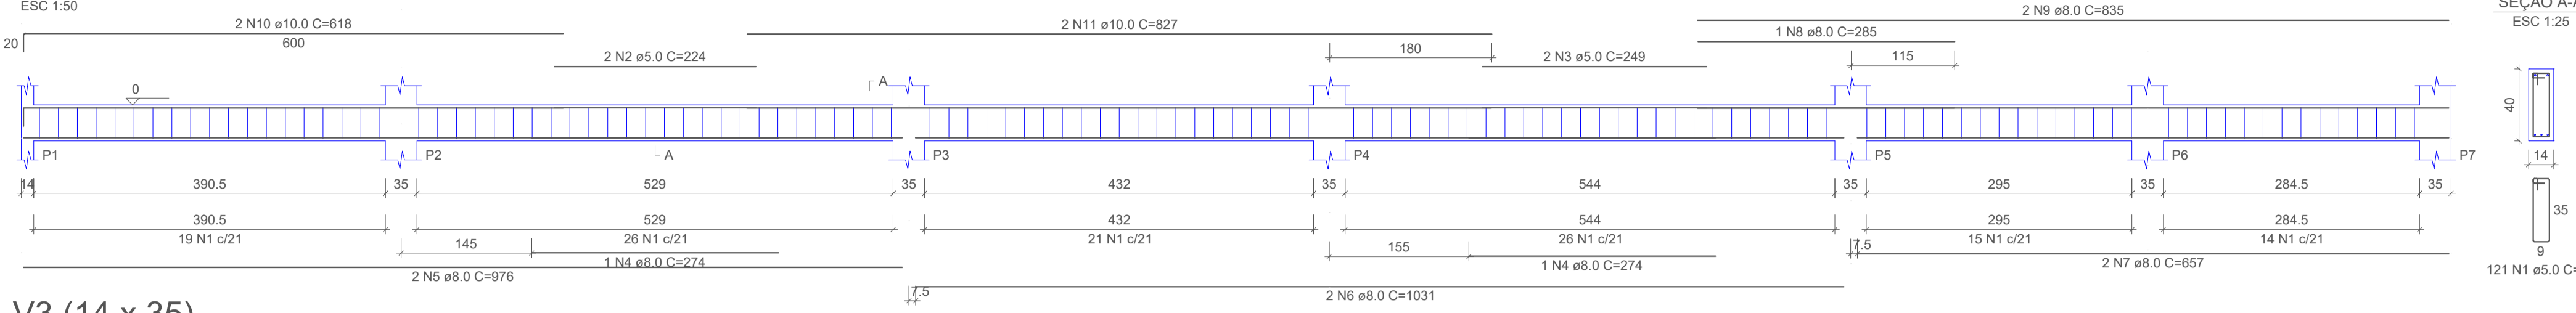 ESC 1:50
2 N10 ø10.0 C=618
2 N11 ø10.0 C=827
2 N9 ø8.0 C=835
SEÇÃO A-A
ESC 1:25
20
600
1 N8 ø8.0 C=285
180
115
2 N2 ø5.0 C=224
2 N3 ø5.0 C=249
0
A
40
A
P1
P2
P3
P4
P5
P6
P7
14
14
390.5
35
529
35
432
35
544
35
295
35
284.5
35
35
390.5
529
432
544
295
284.5
19 N1 c/21
26 N1 c/21
21 N1 c/21
26 N1 c/21
15 N1 c/21
14 N1 c/21
145
155
7.5
9
1 N4 ø8.0 C=274
1 N4 ø8.0 C=274
2 N7 ø8.0 C=657
121 N1 ø5.0 C=
2 N5 ø8.0 C=976
7.5
2 N6 ø8.0 C=1031
V3 (14 x 35)